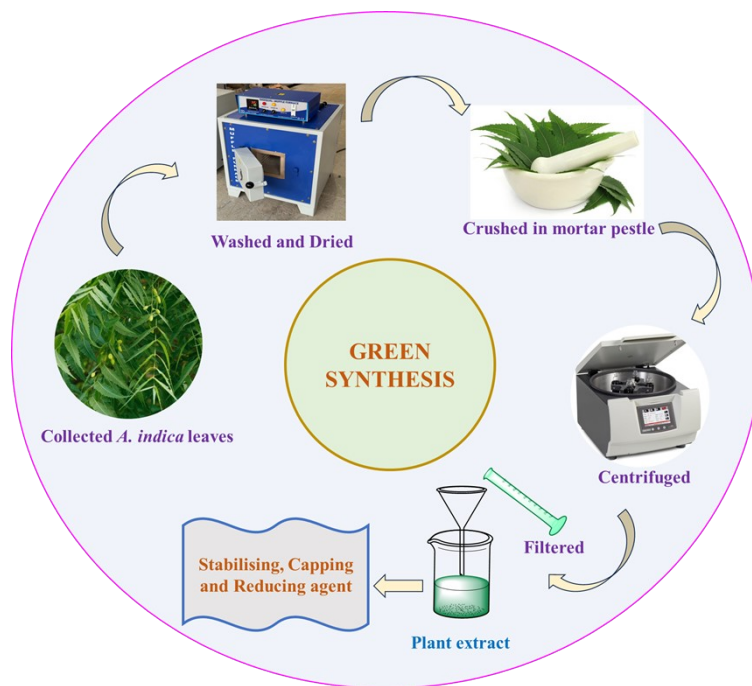 Washed and Dried
Crushed in mortar pestle
Collected A. indica leaves
GREEN
SYNTHESIS
Centrifuged
Filtered
Stabilising, Capping
and Reducing agent
Plant extract